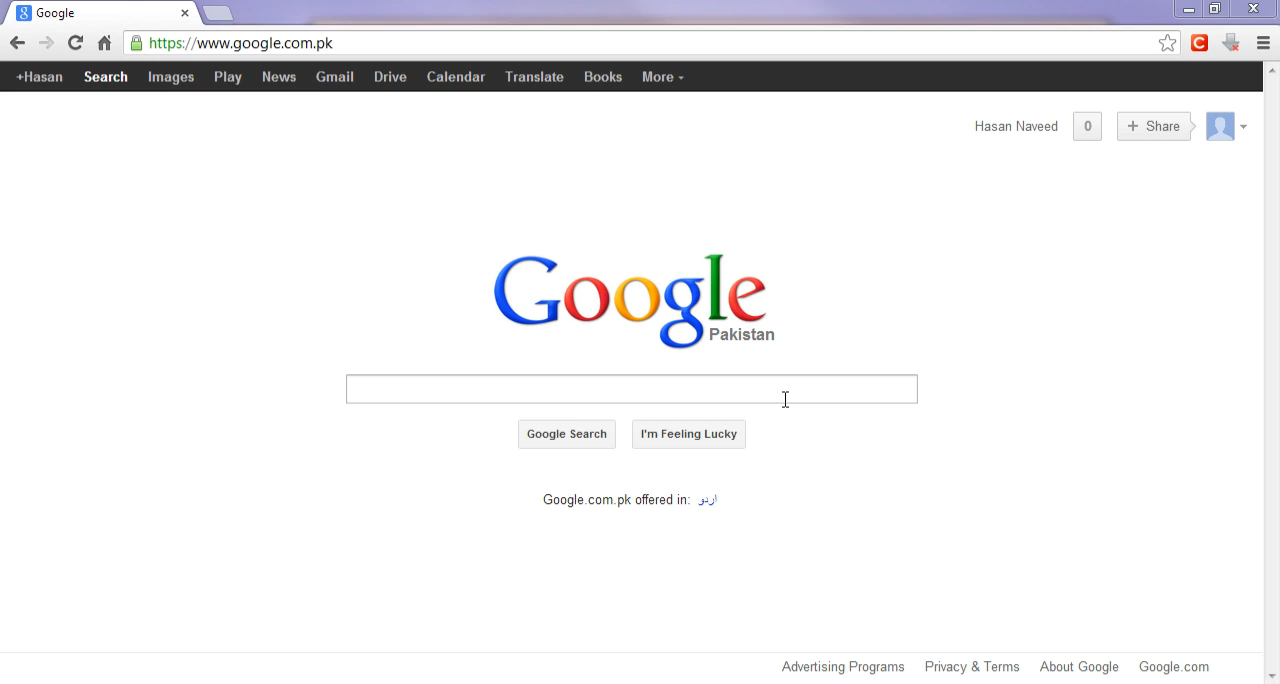 Google
https://www.google.com.pk
+Hasan Search Images Play News Gmail Drive Calendar Translate Books More
Hasan Naveed 0 + Share
Google
Pakistan
Google Search I'm Feeling Lucky
Google.com.pk offered in: اردو
Advertising Programs Privacy & Terms About Google Google.com